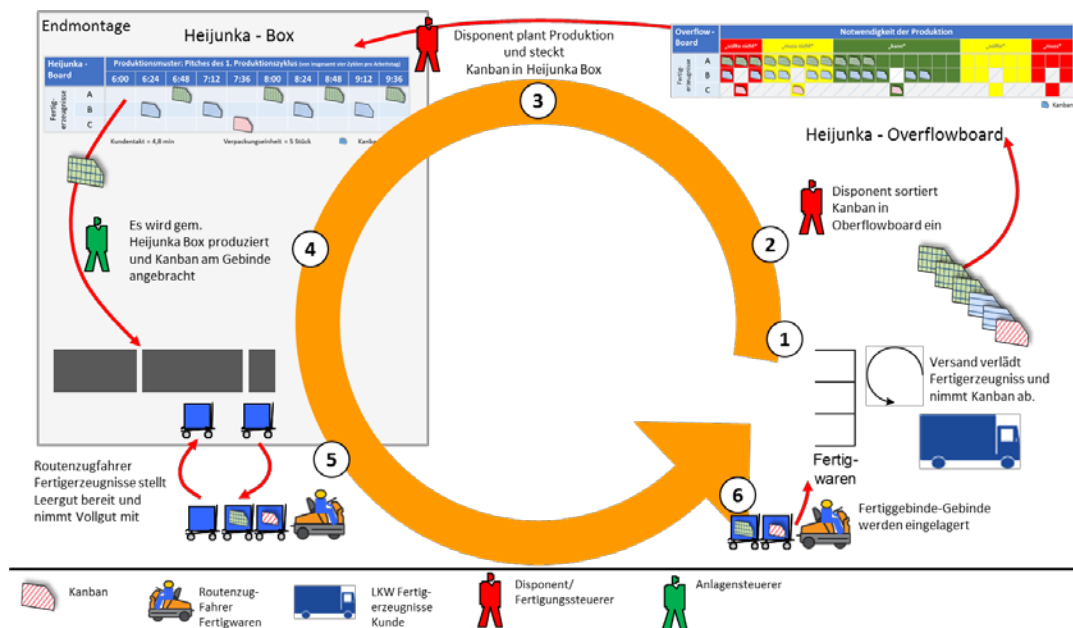 Endmontage
Heijunka - Box
Heijunka - Board
Produktionsmuster: Pitches des 1. Produktionszyklus
6:00 6:24 6:48 7:12 7:36 8:00 8:24 8:48 9:12 9:36
Fertig-
erzeugnisse
A
B
C
Kundentakt = 4,8 min
Verpackungseinheit = 5 Stück
Disponent plant Produktion
und steckt
Kanban in Heijunka Box
Overflow -
Board
Notwendigkeit der Produktion
„kann“
Fertig-
erzeugnisse
A
B
C
Kanban
Heijunka - Overflowboard
3
Disponent sortiert
Kanban in
Oberflowboard ein
2
Es wird gem.
Heijunka Box produziert
und Kanban am Gebinde
angebracht
4
1
Versand verlädt
Fertigerzeugniss und
nimmt Kanban ab.
Fertig-
waren
5
Routenzugfahrer
Fertigerzeugnisse stellt
Leergut bereit und
nimmt Vollgut mit
6
Fertiggebinde-Gebinde
werden eingelagert
Kanban
Routenzug-
Fahrer
Fertigwaren
LKW Fertig-
erzeugnisse
Kunde
Disponent/
Fertigungssteuerer
Anlagensteuerer